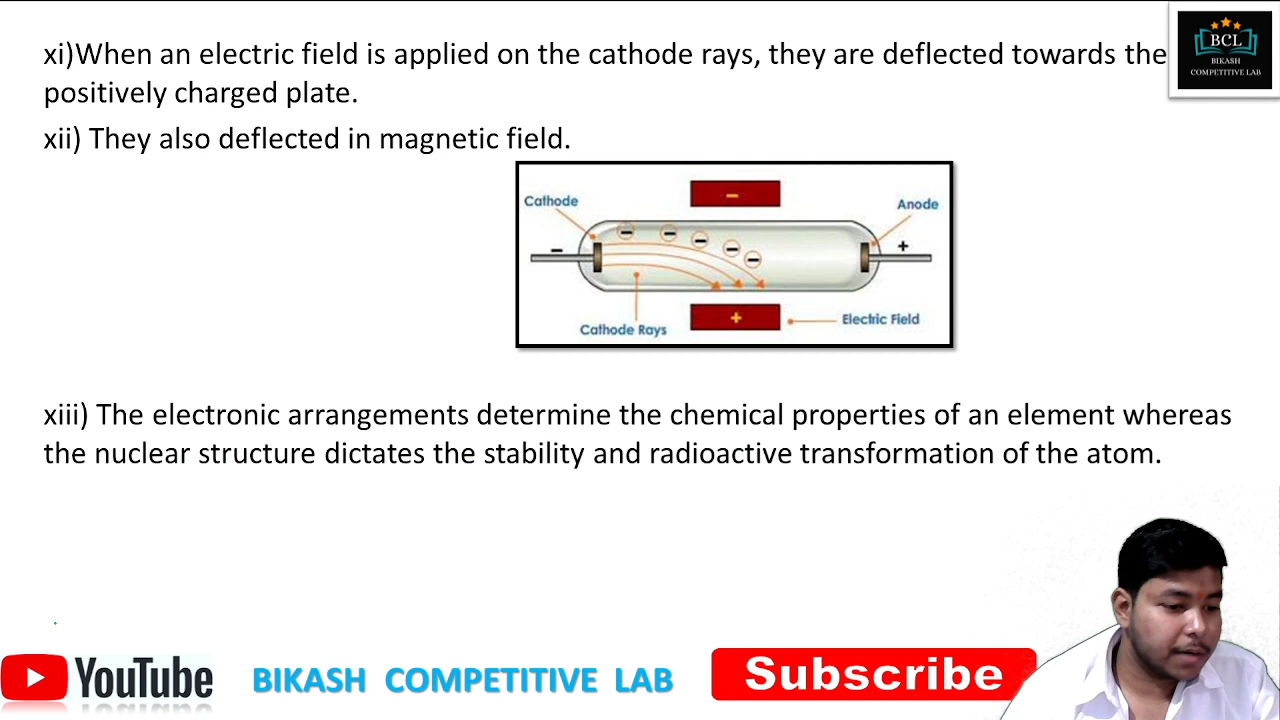 xi)When an electric field is applied on the cathode rays, they are deflected towards the
positively charged plate.
xii) They also deflected in magnetic field.
BCL
BIKASH
COMPETITIVE LAB
−
Cathode
Anode
−
+
+
Electric Field
Cathode Rays
xiii) The electronic arrangements determine the chemical properties of an element whereas
the nuclear structure dictates the stability and radioactive transformation of the atom.
YouTube
BIKASH COMPETITIVE LAB
Subscribe